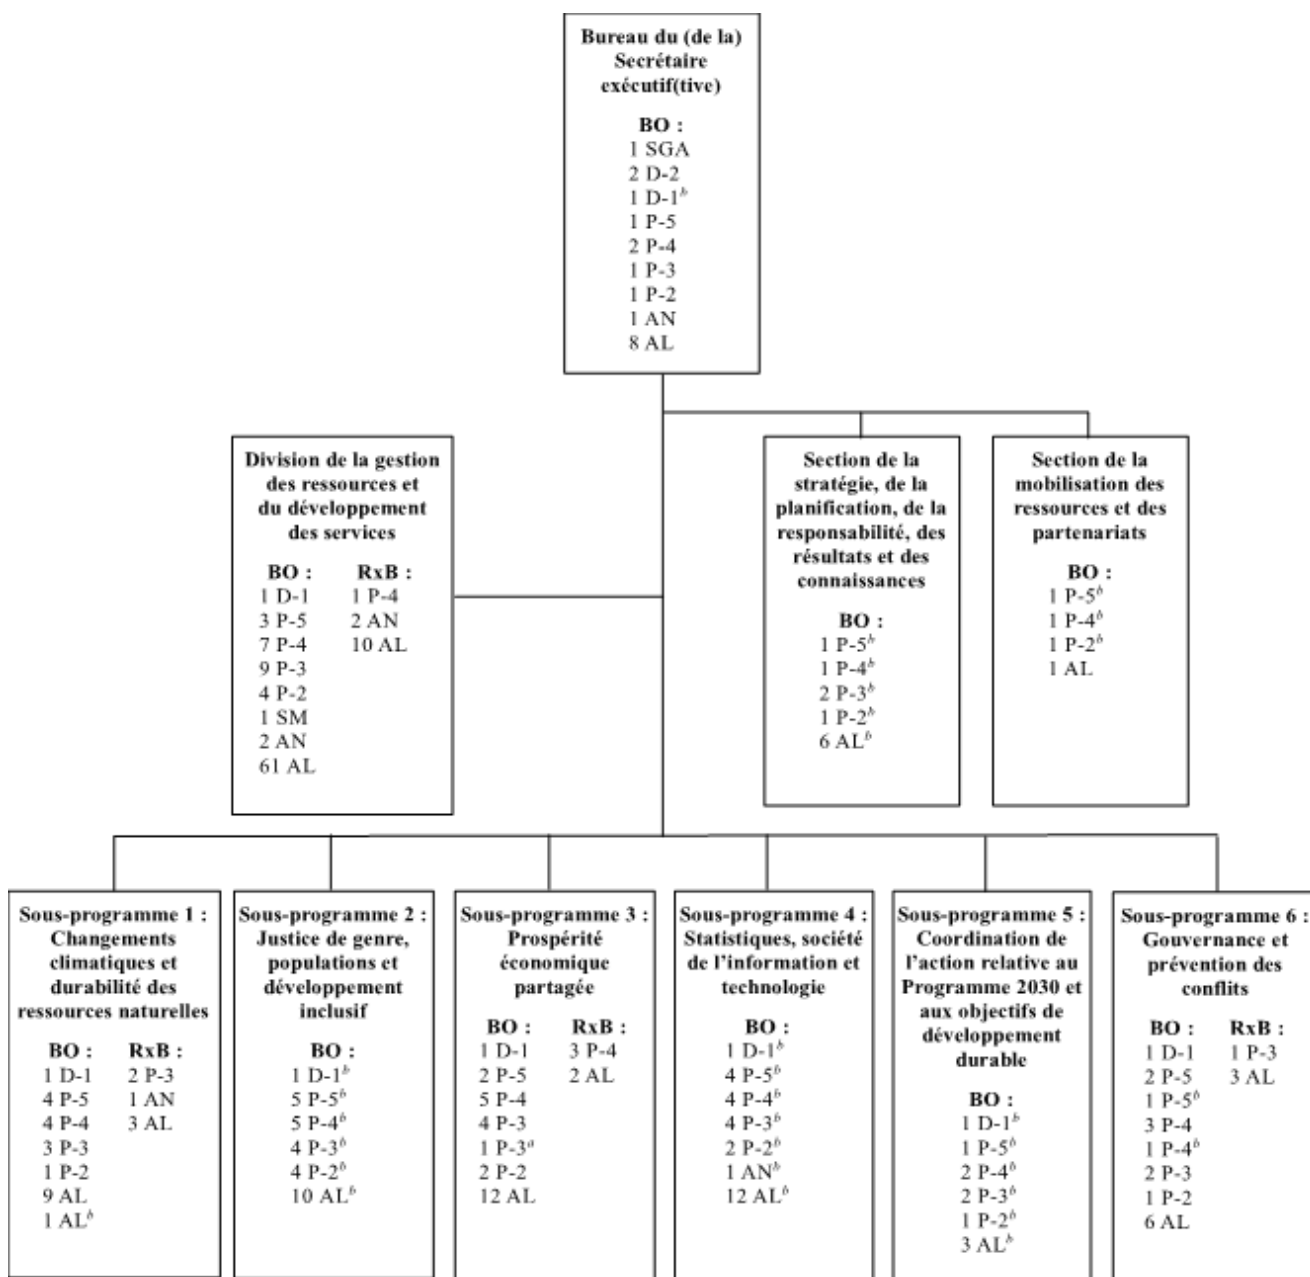 Bureau du (de la)
Secrétaire
exécutif(tive)
BO :
1 SGA
2 D-2
1 D-1ᵇ
1 P-5
2 P-4
1 P-3
1 P-2
1 AN
8 AL
Division de la gestion
des ressources et
du développement
des services
BO :
1 D-1
3 P-5
7 P-4
9 P-3
4 P-2
1 SM
2 AN
61 AL
RxB :
1 P-4
2 AN
10 AL
Section de la
stratégie, de la
planification, de la
responsabilité, des
résultats et des
connaissances
BO :
1 P-5ᵇ
1 P-4ᵇ
2 P-3ᵇ
1 P-2ᵇ
6 ALᵇ
Section de la
mobilisation des
ressources et des
partenariats
BO :
1 P-5ᵇ
1 P-4ᵇ
1 P-2ᵇ
1 AL
Sous-programme 1 :
Changements
climatiques et
durabilité des
ressources naturelles
BO :
1 D-1
4 P-5
4 P-4
3 P-3
1 P-2
9 AL
1 ALᵇ
RxB :
2 P-3
1 AN
3 AL
Sous-programme 2 :
Justice de genre,
populations et
développement
inclusif
BO :
1 D-1ᵇ
5 P-5ᵇ
5 P-4ᵇ
4 P-3ᵇ
4 P-2ᵇ
10 ALᵇ
Sous-programme 3 :
Prospérité
économique
partagée
BO :
1 D-1
2 P-5
5 P-4
4 P-3
1 P-3ᵃ
2 P-2
12 AL
RxB :
3 P-4
2 AL
Sous-programme 4 :
Statistiques, société
de l’information et
technologie
BO :
1 D-1ᵇ
4 P-5ᵇ
4 P-4ᵇ
4 P-3ᵇ
2 P-2ᵇ
1 ANᵇ
12 ALᵇ
Sous-programme 5 :
Coordination de
l’action relative au
Programme 2030 et
aux objectifs de
développement
durable
BO :
1 D-1ᵇ
1 P-5ᵇ
2 P-4ᵇ
2 P-3ᵇ
1 P-2ᵇ
3 ALᵇ
Sous-programme 6 :
Gouvernance et
prévention des
conflits
BO :
1 D-1
2 P-5
1 P-5ᵇ
3 P-4
1 P-4ᵇ
2 P-3
1 P-2
6 AL
RxB :
1 P-3
3 AL